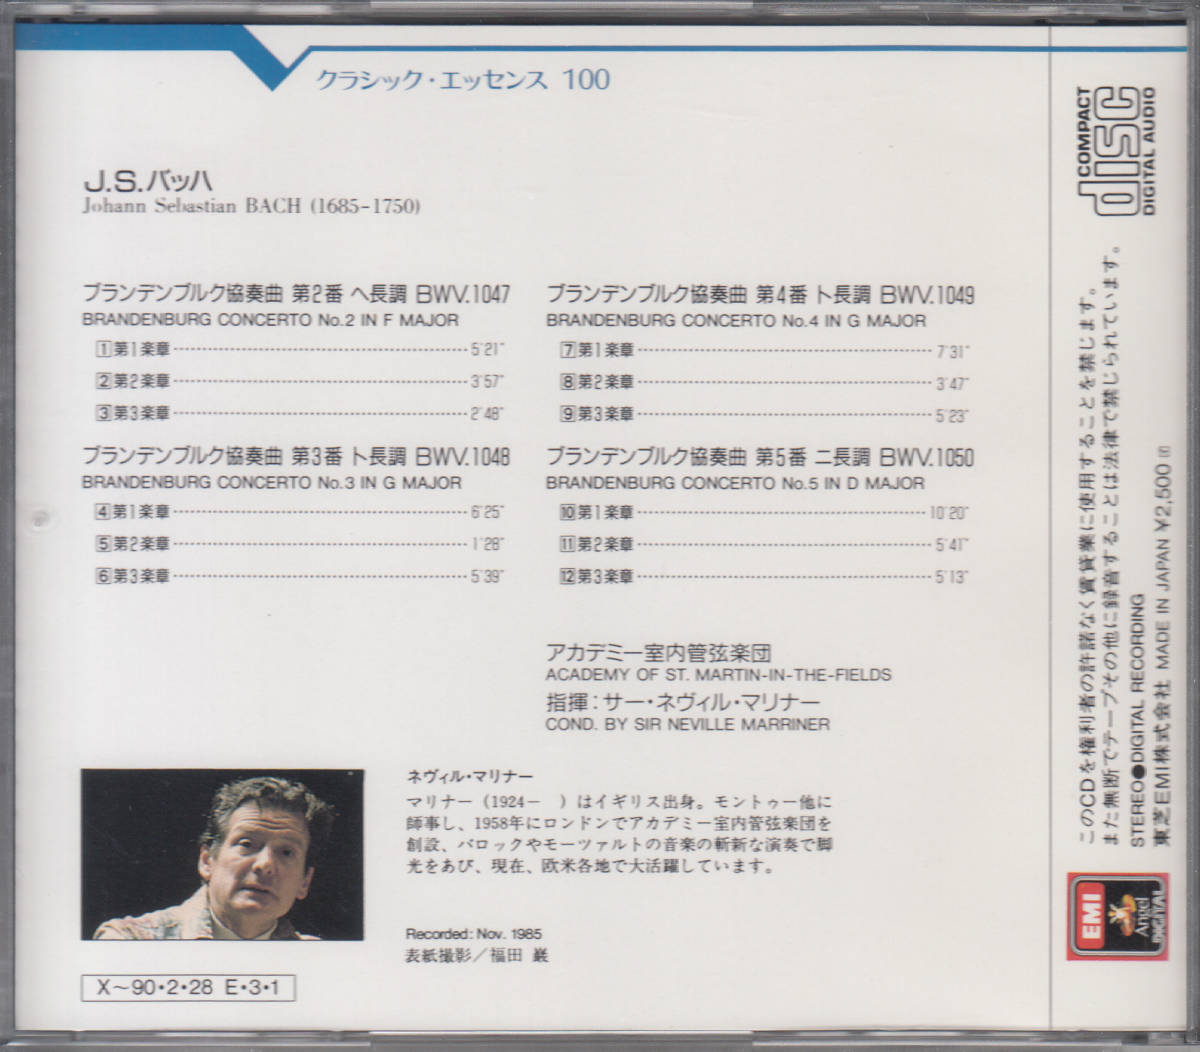 クラシック・エッセンス 100
J.S.バッハ
Johann Sebastian BACH (1685-1750)
ブランデンブルク協奏曲 第2番 ヘ長調 BWV.1047
BRANDENBURG CONCERTO No.2 IN F MAJOR
1 第1楽章 5'21"
2 第2楽章 3'57"
3 第3楽章 2'48"
ブランデンブルク協奏曲 第3番 ト長調 BWV.1048
BRANDENBURG CONCERTO No.3 IN G MAJOR
4 第1楽章 6'25"
5 第2楽章 1'28"
6 第3楽章 5'39"
ブランデンブルク協奏曲 第4番 ト長調 BWV.1049
BRANDENBURG CONCERTO No.4 IN G MAJOR
7 第1楽章 7'31"
8 第2楽章 3'47"
9 第3楽章 5'23"
ブランデンブルク協奏曲 第5番 ニ長調 BWV.1050
BRANDENBURG CONCERTO No.5 IN D MAJOR
10 第1楽章 10'20"
11 第2楽章 5'41"
12 第3楽章 5'13"
アカデミー室内管弦楽団
ACADEMY OF ST. MARTIN-IN-THE-FIELDS
指揮：サー・ネヴィル・マリナー
COND. BY SIR NEVILLE MARRINER
ネヴィル・マリナー
マリナー（1924－　）はイギリス出身。モントゥー他に
師事し、1958年にロンドンでアカデミー室内管弦楽団を
創設、バロックやモーツァルトの音楽の斬新な演奏で脚
光をあび、現在、欧米各地で大活躍しています。
Recorded: Nov. 1985
表紙撮影／福田 巌
X～90・2・28 E・3・1
COMPACT
disc
DIGITAL AUDIO
このCDを権利者の許諾なく賃貸業に使用することを禁じます。
また無断でテープその他に録音することは法律で禁じられています。
STEREO●DIGITAL RECORDING
東芝EMI株式会社 MADE IN JAPAN ¥2,500
EMI
Angel
DIGITAL